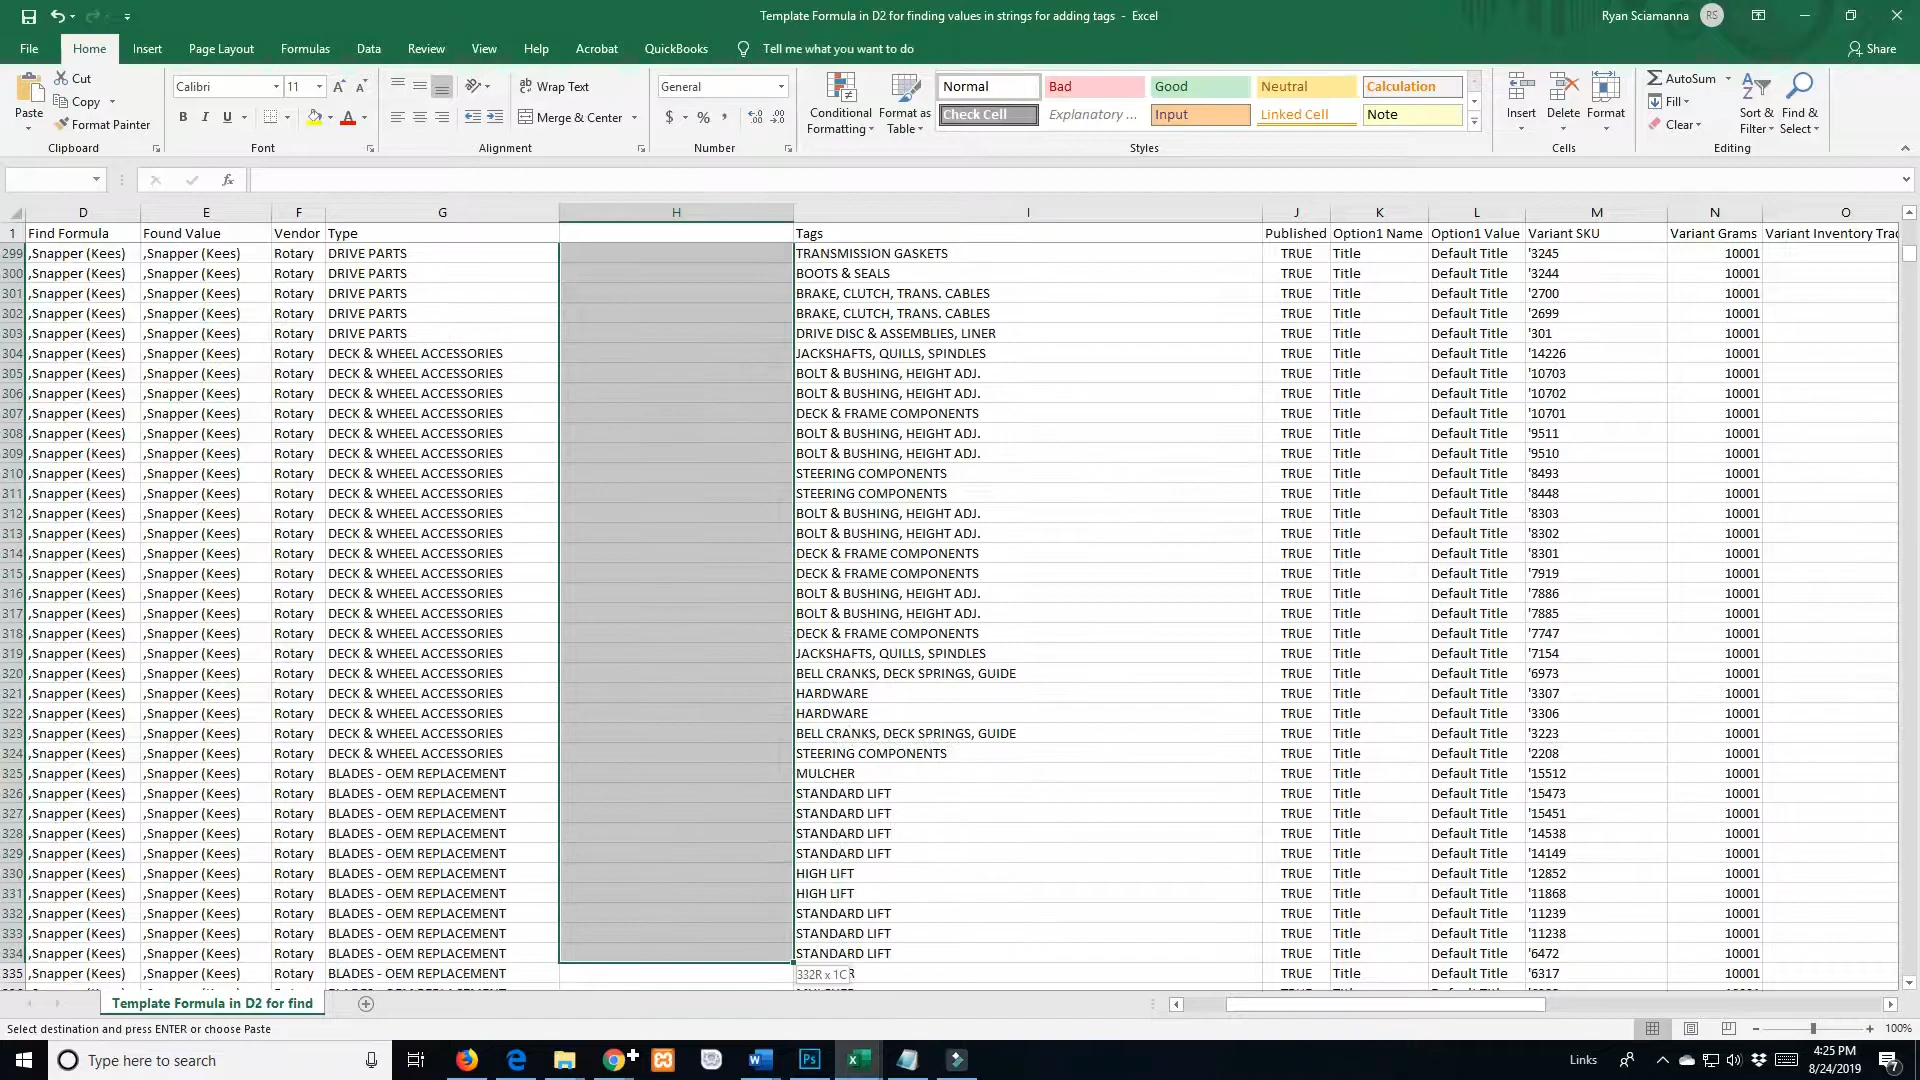 Template Formula in D2 for finding values in strings for adding tags - Excel
Ryan Sciamanna RS
File Home Insert Page Layout Formulas Data Review View Help Acrobat QuickBooks Tell me what you want to do Share
Paste Cut Copy Format Painter
Calibri 11
B I U
Wrap Text
Merge & Center
General
$ % ,
Conditional Formatting Format as Table
Normal Bad Good Neutral Calculation
Check Cell Explanatory ... Input Linked Cell Note
Insert Delete Format
AutoSum Fill Clear
Sort & Filter Find & Select
Clipboard Font Alignment Number Styles Cells Editing
fx
D E F G H I J K L M N O
1 Find Formula Found Value Vendor Type Tags Published Option1 Name Option1 Value Variant SKU Variant Grams Variant Inventory Trac
299 ,Snapper (Kees) ,Snapper (Kees) Rotary DRIVE PARTS TRANSMISSION GASKETS TRUE Title Default Title '3245 10001
300 ,Snapper (Kees) ,Snapper (Kees) Rotary DRIVE PARTS BOOTS & SEALS TRUE Title Default Title '3244 10001
301 ,Snapper (Kees) ,Snapper (Kees) Rotary DRIVE PARTS BRAKE, CLUTCH, TRANS. CABLES TRUE Title Default Title '2700 10001
302 ,Snapper (Kees) ,Snapper (Kees) Rotary DRIVE PARTS BRAKE, CLUTCH, TRANS. CABLES TRUE Title Default Title '2699 10001
303 ,Snapper (Kees) ,Snapper (Kees) Rotary DRIVE PARTS DRIVE DISC & ASSEMBLIES, LINER TRUE Title Default Title '301 10001
304 ,Snapper (Kees) ,Snapper (Kees) Rotary DECK & WHEEL ACCESSORIES JACKSHAFTS, QUILLS, SPINDLES TRUE Title Default Title '14226 10001
305 ,Snapper (Kees) ,Snapper (Kees) Rotary DECK & WHEEL ACCESSORIES BOLT & BUSHING, HEIGHT ADJ. TRUE Title Default Title '10703 10001
306 ,Snapper (Kees) ,Snapper (Kees) Rotary DECK & WHEEL ACCESSORIES BOLT & BUSHING, HEIGHT ADJ. TRUE Title Default Title '10702 10001
307 ,Snapper (Kees) ,Snapper (Kees) Rotary DECK & WHEEL ACCESSORIES DECK & FRAME COMPONENTS TRUE Title Default Title '10701 10001
308 ,Snapper (Kees) ,Snapper (Kees) Rotary DECK & WHEEL ACCESSORIES BOLT & BUSHING, HEIGHT ADJ. TRUE Title Default Title '9511 10001
309 ,Snapper (Kees) ,Snapper (Kees) Rotary DECK & WHEEL ACCESSORIES BOLT & BUSHING, HEIGHT ADJ. TRUE Title Default Title '9510 10001
310 ,Snapper (Kees) ,Snapper (Kees) Rotary DECK & WHEEL ACCESSORIES STEERING COMPONENTS TRUE Title Default Title '8493 10001
311 ,Snapper (Kees) ,Snapper (Kees) Rotary DECK & WHEEL ACCESSORIES STEERING COMPONENTS TRUE Title Default Title '8448 10001
312 ,Snapper (Kees) ,Snapper (Kees) Rotary DECK & WHEEL ACCESSORIES BOLT & BUSHING, HEIGHT ADJ. TRUE Title Default Title '8303 10001
313 ,Snapper (Kees) ,Snapper (Kees) Rotary DECK & WHEEL ACCESSORIES BOLT & BUSHING, HEIGHT ADJ. TRUE Title Default Title '8302 10001
314 ,Snapper (Kees) ,Snapper (Kees) Rotary DECK & WHEEL ACCESSORIES DECK & FRAME COMPONENTS TRUE Title Default Title '8301 10001
315 ,Snapper (Kees) ,Snapper (Kees) Rotary DECK & WHEEL ACCESSORIES DECK & FRAME COMPONENTS TRUE Title Default Title '7919 10001
316 ,Snapper (Kees) ,Snapper (Kees) Rotary DECK & WHEEL ACCESSORIES BOLT & BUSHING, HEIGHT ADJ. TRUE Title Default Title '7886 10001
317 ,Snapper (Kees) ,Snapper (Kees) Rotary DECK & WHEEL ACCESSORIES BOLT & BUSHING, HEIGHT ADJ. TRUE Title Default Title '7885 10001
318 ,Snapper (Kees) ,Snapper (Kees) Rotary DECK & WHEEL ACCESSORIES DECK & FRAME COMPONENTS TRUE Title Default Title '7747 10001
319 ,Snapper (Kees) ,Snapper (Kees) Rotary DECK & WHEEL ACCESSORIES JACKSHAFTS, QUILLS, SPINDLES TRUE Title Default Title '7154 10001
320 ,Snapper (Kees) ,Snapper (Kees) Rotary DECK & WHEEL ACCESSORIES BELL CRANKS, DECK SPRINGS, GUIDE TRUE Title Default Title '6973 10001
321 ,Snapper (Kees) ,Snapper (Kees) Rotary DECK & WHEEL ACCESSORIES HARDWARE TRUE Title Default Title '3307 10001
322 ,Snapper (Kees) ,Snapper (Kees) Rotary DECK & WHEEL ACCESSORIES HARDWARE TRUE Title Default Title '3306 10001
323 ,Snapper (Kees) ,Snapper (Kees) Rotary DECK & WHEEL ACCESSORIES BELL CRANKS, DECK SPRINGS, GUIDE TRUE Title Default Title '3223 10001
324 ,Snapper (Kees) ,Snapper (Kees) Rotary DECK & WHEEL ACCESSORIES STEERING COMPONENTS TRUE Title Default Title '2208 10001
325 ,Snapper (Kees) ,Snapper (Kees) Rotary BLADES - OEM REPLACEMENT MULCHER TRUE Title Default Title '15512 10001
326 ,Snapper (Kees) ,Snapper (Kees) Rotary BLADES - OEM REPLACEMENT STANDARD LIFT TRUE Title Default Title '15473 10001
327 ,Snapper (Kees) ,Snapper (Kees) Rotary BLADES - OEM REPLACEMENT STANDARD LIFT TRUE Title Default Title '15451 10001
328 ,Snapper (Kees) ,Snapper (Kees) Rotary BLADES - OEM REPLACEMENT STANDARD LIFT TRUE Title Default Title '14538 10001
329 ,Snapper (Kees) ,Snapper (Kees) Rotary BLADES - OEM REPLACEMENT STANDARD LIFT TRUE Title Default Title '14149 10001
330 ,Snapper (Kees) ,Snapper (Kees) Rotary BLADES - OEM REPLACEMENT HIGH LIFT TRUE Title Default Title '12852 10001
331 ,Snapper (Kees) ,Snapper (Kees) Rotary BLADES - OEM REPLACEMENT HIGH LIFT TRUE Title Default Title '11868 10001
332 ,Snapper (Kees) ,Snapper (Kees) Rotary BLADES - OEM REPLACEMENT STANDARD LIFT TRUE Title Default Title '11239 10001
333 ,Snapper (Kees) ,Snapper (Kees) Rotary BLADES - OEM REPLACEMENT STANDARD LIFT TRUE Title Default Title '11238 10001
334 ,Snapper (Kees) ,Snapper (Kees) Rotary BLADES - OEM REPLACEMENT STANDARD LIFT TRUE Title Default Title '6472 10001
335 ,Snapper (Kees) ,Snapper (Kees) Rotary BLADES - OEM REPLACEMENT 332R x 1C R TRUE Title Default Title '6317 10001
Template Formula in D2 for find
Select destination and press ENTER or choose Paste 100%
Type here to search Links 4:25 PM
8/24/2019 7